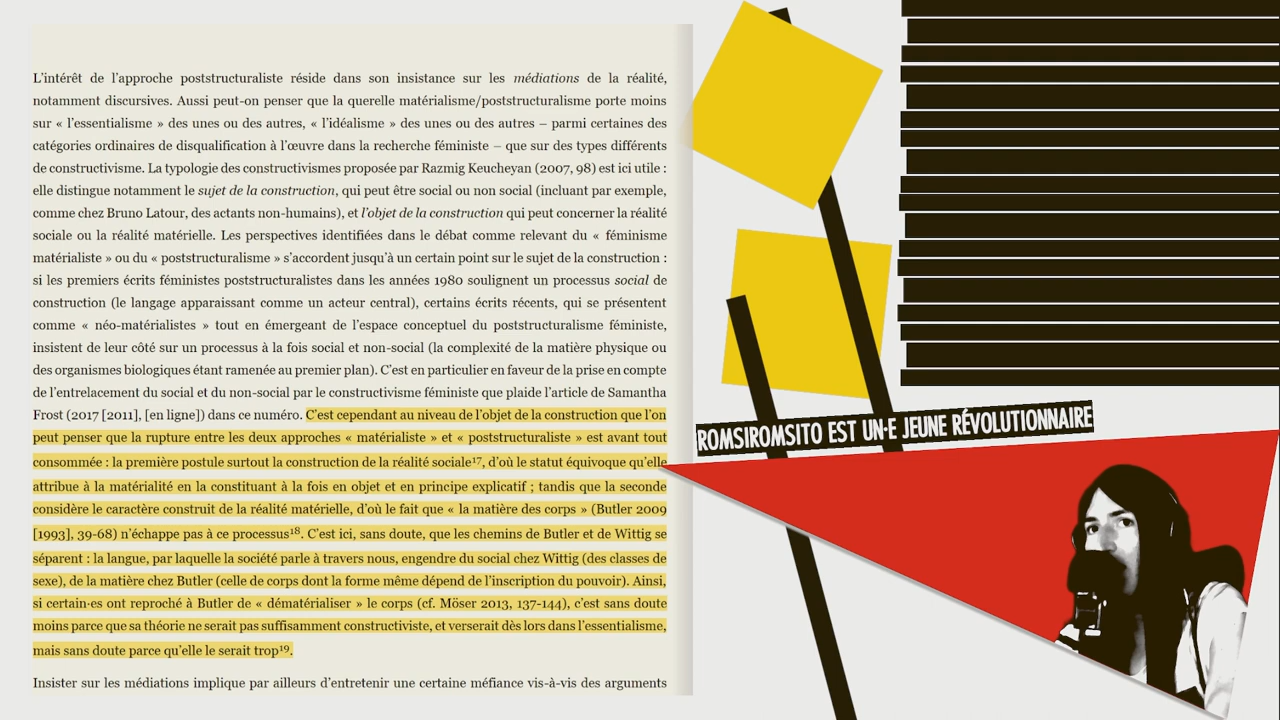 L'intérêt de l'approche poststructuraliste réside dans son insistance sur les médiations de la réalité,
notamment discursives. Aussi peut-on penser que la querelle matérialisme/poststructuralisme porte moins
sur « l'essentialisme » des unes ou des autres, « l'idéalisme » des unes ou des autres – parmi certaines des
catégories ordinaires de disqualification à l'œuvre dans la recherche féministe – que sur des types différents
de constructivisme. La typologie des constructivismes proposée par Razmig Keucheyan (2007, 98) est ici utile :
elle distingue notamment le sujet de la construction, qui peut être social ou non social (incluant par exemple,
comme chez Bruno Latour, des actants non-humains), et l'objet de la construction qui peut concerner la réalité
sociale ou la réalité matérielle. Les perspectives identifiées dans le débat comme relevant du « féminisme
matérialiste » ou du « poststructuralisme » s'accordent jusqu'à un certain point sur le sujet de la construction :
si les premiers écrits féministes poststructuralistes dans les années 1980 soulignent un processus social de
construction (le langage apparaissant comme un acteur central), certains écrits récents, qui se présentent
comme « néo-matérialistes » tout en émergeant de l'espace conceptuel du poststructuralisme féministe,
insistent de leur côté sur un processus à la fois social et non-social (la complexité de la matière physique ou
des organismes biologiques étant ramenée au premier plan). C'est en particulier en faveur de la prise en compte
de l'entrelacement du social et du non-social par le constructivisme féministe que plaide l'article de Samantha
Frost (2017 [2011], [en ligne]) dans ce numéro. C'est cependant au niveau de l'objet de la construction que l'on
peut penser que la rupture entre les deux approches « matérialiste » et « poststructuraliste » est avant tout
consommée : la première postule surtout la construction de la réalité sociale¹⁷, d'où le statut équivoque qu'elle
attribue à la matérialité en la constituant à la fois en objet et en principe explicatif ; tandis que la seconde
considère le caractère construit de la réalité matérielle, d'où le fait que « la matière des corps » (Butler 2009
[1993], 39-68) n'échappe pas à ce processus¹⁸. C'est ici, sans doute, que les chemins de Butler et de Wittig se
séparent : la langue, par laquelle la société parle à travers nous, engendre du social chez Wittig (des classes de
sexe), de la matière chez Butler (celle de corps dont la forme même dépend de l'inscription du pouvoir). Ainsi,
si certain·es ont reproché à Butler de « dématérialiser » le corps (cf. Möser 2013, 137-144), c'est sans doute
moins parce que sa théorie ne serait pas suffisamment constructiviste, et verserait dès lors dans l'essentialisme,
mais sans doute parce qu'elle le serait trop¹⁹.
Insister sur les médiations implique par ailleurs d'entretenir une certaine méfiance vis-à-vis des arguments
ROMSIROMSITO EST UN·E JEUNE RÉVOLUTIONNAIRE